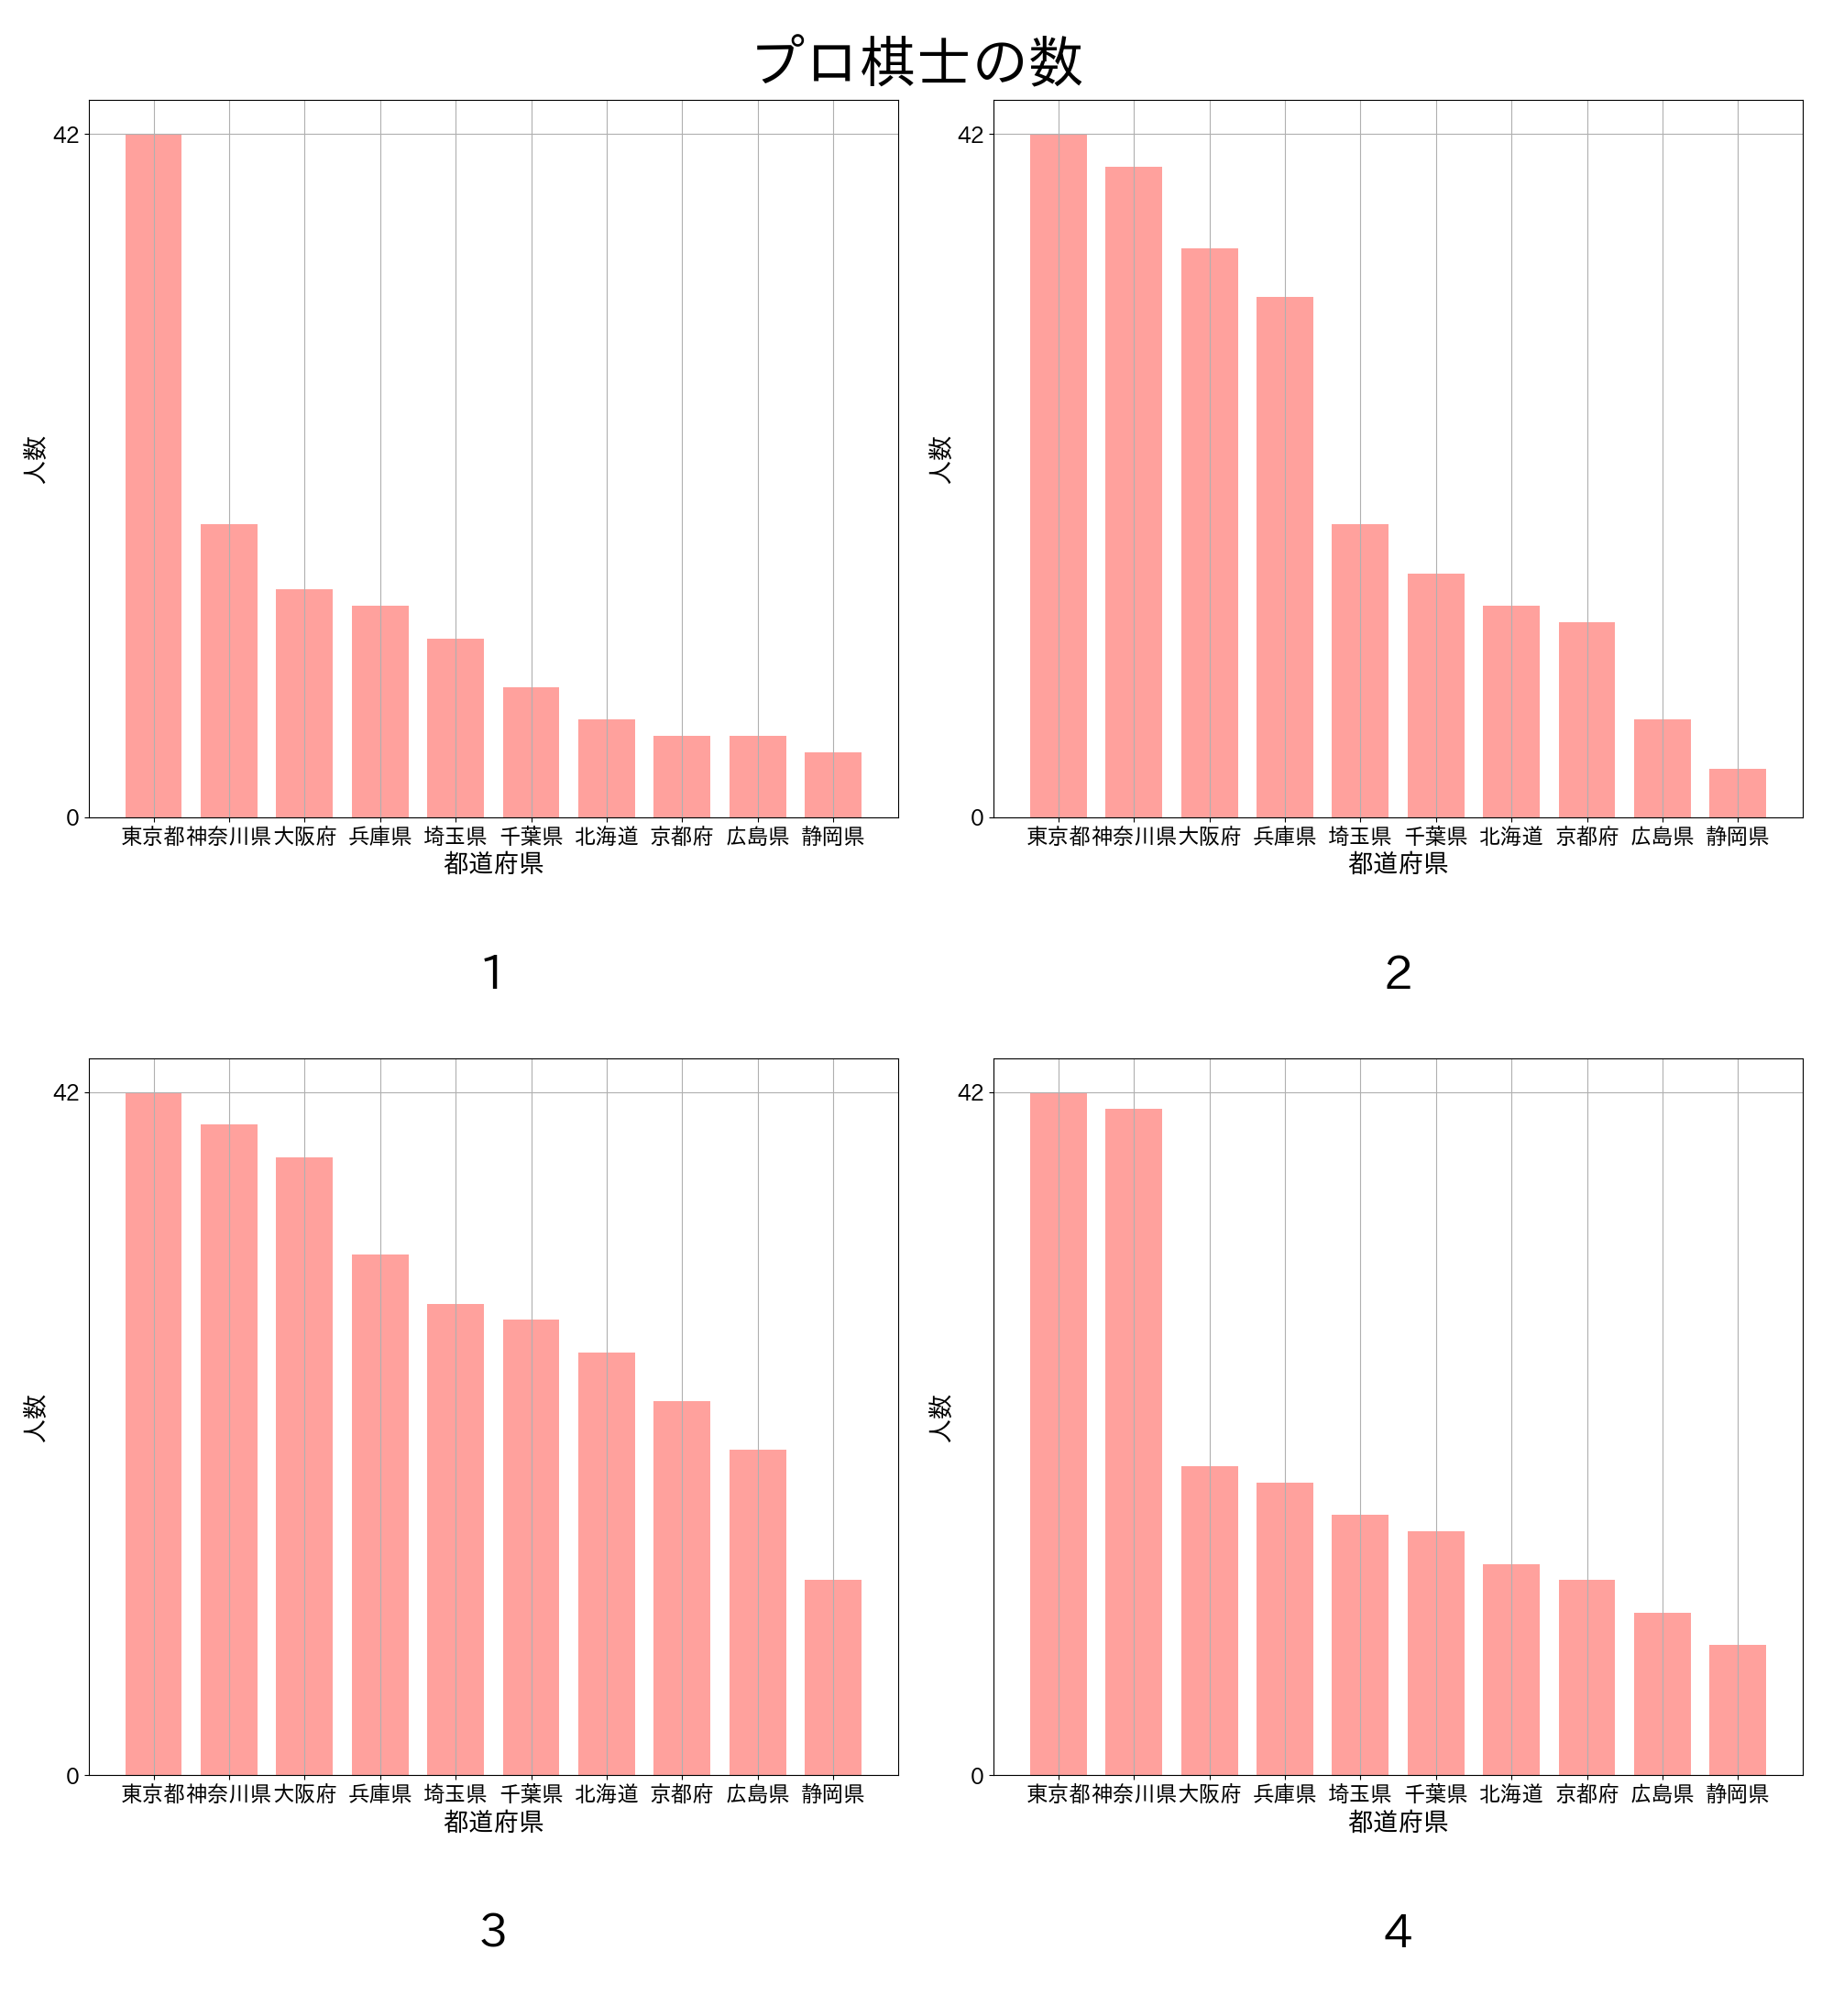 プロ棋士の数
42
0
人数
東京都 神奈川県 大阪府 兵庫県 埼玉県 千葉県 北海道 京都府 広島県 静岡県
都道府県
1
42
0
人数
東京都 神奈川県 大阪府 兵庫県 埼玉県 千葉県 北海道 京都府 広島県 静岡県
都道府県
2
42
0
人数
東京都 神奈川県 大阪府 兵庫県 埼玉県 千葉県 北海道 京都府 広島県 静岡県
都道府県
3
42
0
人数
東京都 神奈川県 大阪府 兵庫県 埼玉県 千葉県 北海道 京都府 広島県 静岡県
都道府県
4